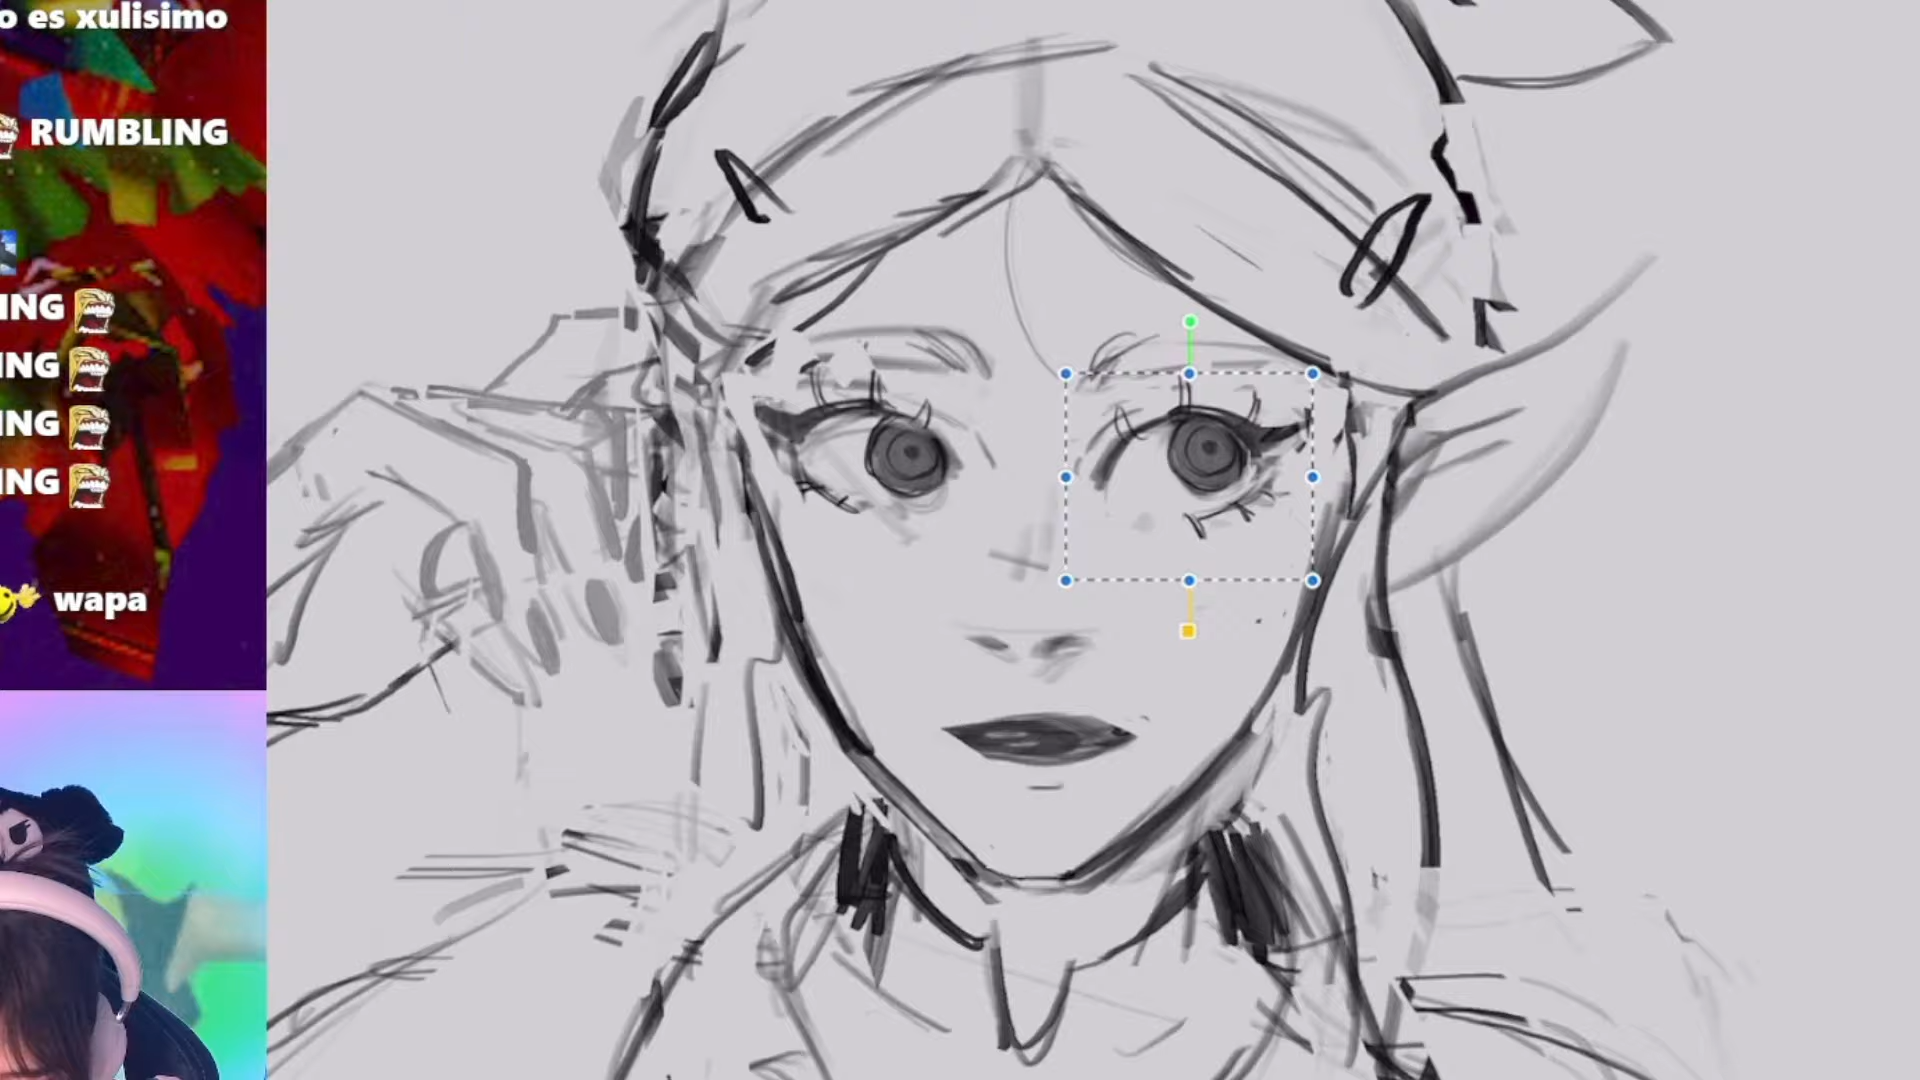 o es xulisimo
RUMBLING
ING
ING
ING
ING
wapa